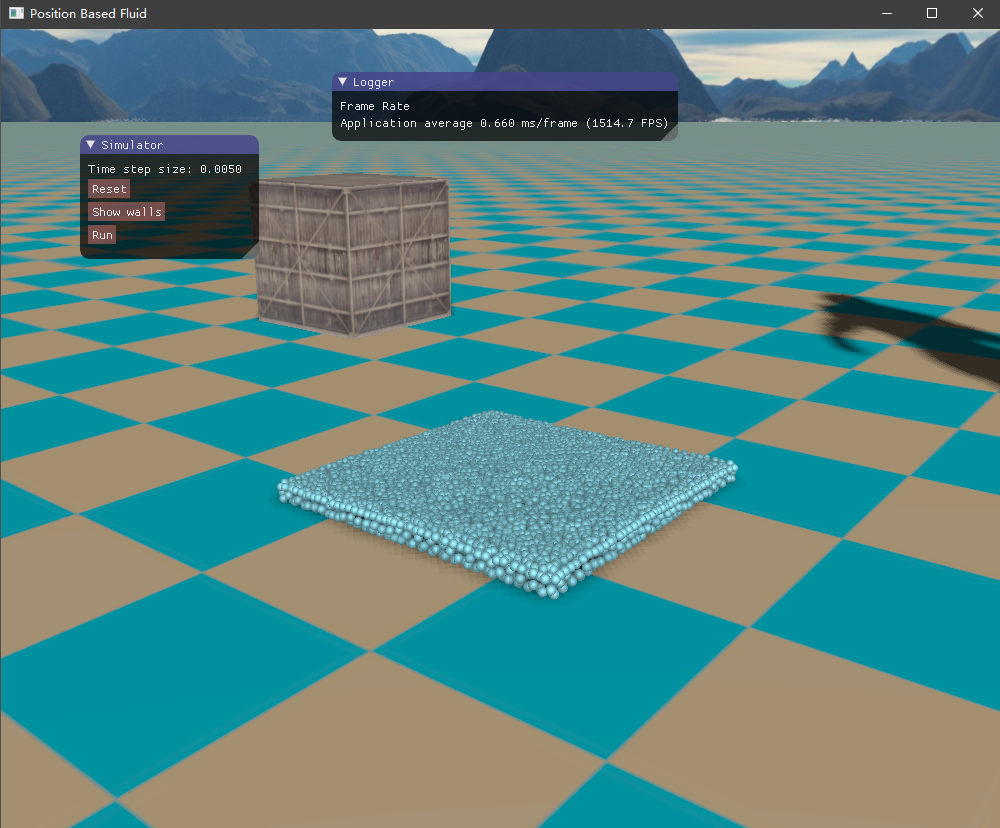 Position Based Fluid
Logger
Frame Rate
Application average 0.660 ms/frame (1514.7 FPS)
Simulator
Time step size: 0.0050
Reset
Show walls
Run